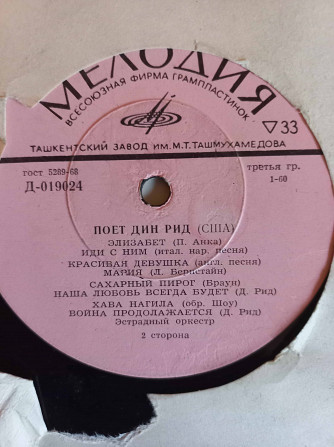 МЕЛОДИЯ
ВСЕСОЮЗНАЯ ФИРМА ГРАМПЛАСТИНОК
▽33
ТАШКЕНТСКИЙ ЗАВОД ИМ. М.Т.ТАШМУХАМЕДОВА
гост 5289-68
третья гр.
Д-019024
1-60
ПОЕТ ДИН РИД (США)
ЭЛИЗАБЕТ (П. Анка)
ИДИ С НИМ (итал. нар. песня)
КРАСИВАЯ ДЕВУШКА (англ. песня)
МАРИЯ (Л. Бернстайн)
САХАРНЫЙ ПИРОГ (Браун)
НАША ЛЮБОВЬ ВСЕГДА БУДЕТ (Д. Рид)
ХАВА НАГИЛА (обр. Шоу)
ВОЙНА ПРОДОЛЖАЕТСЯ (Д. Рид)
Эстрадный оркестр
2 сторона